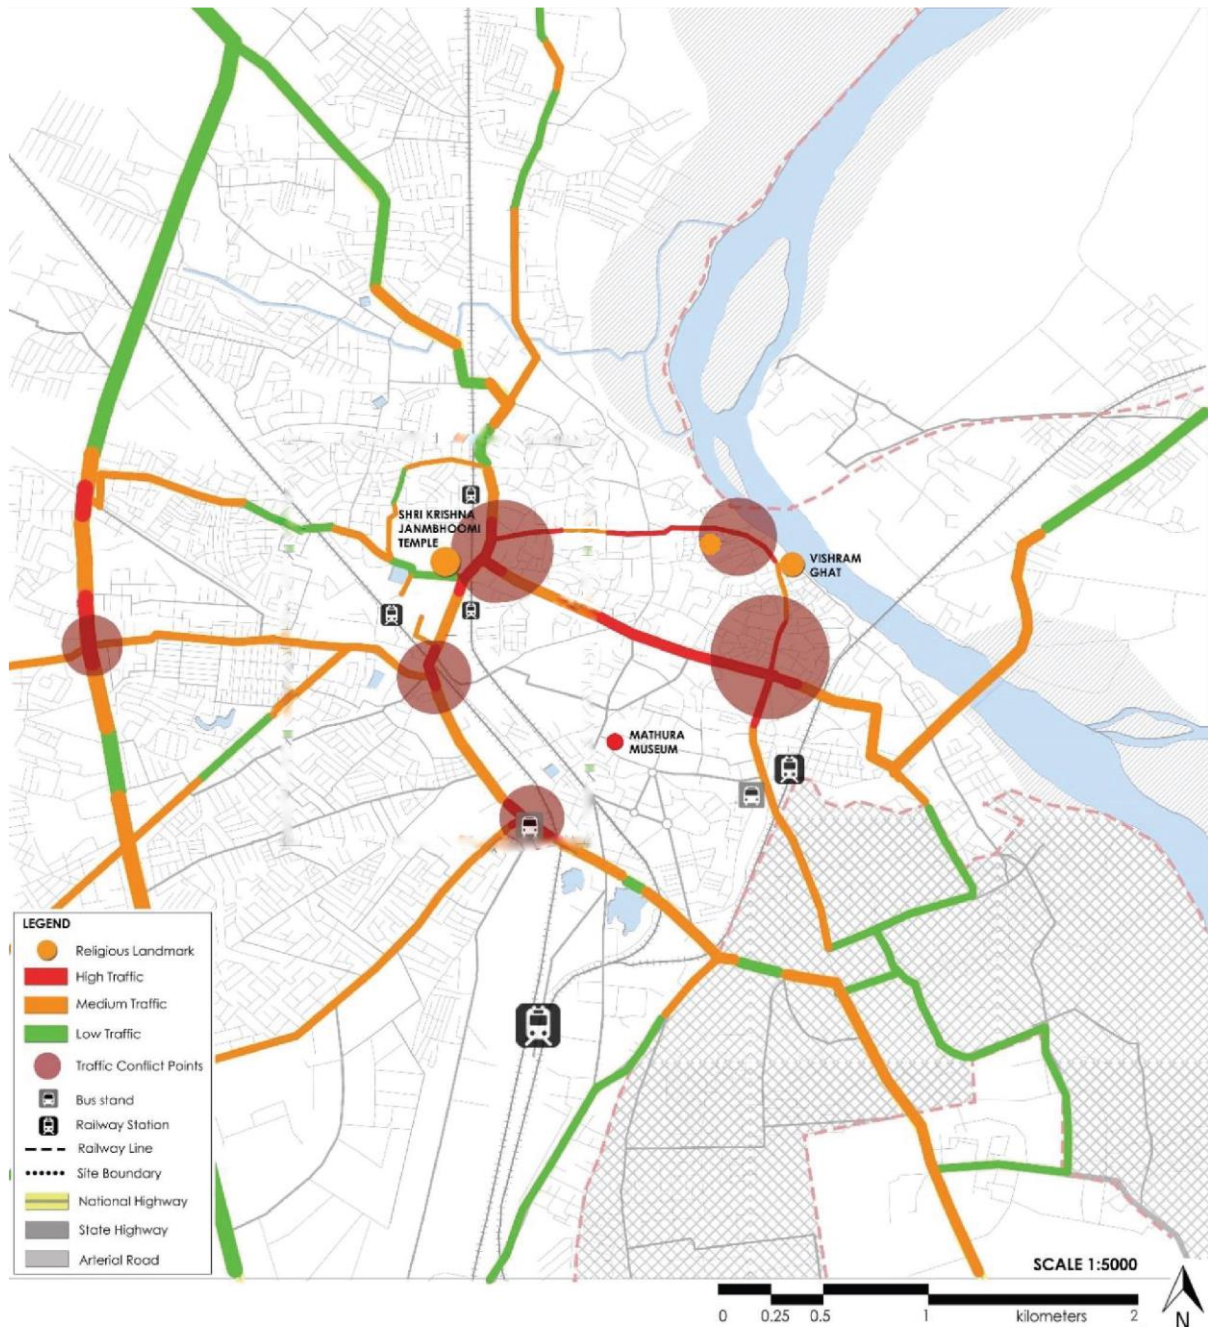 SHRI KRISHNA
JANMBHOOMI
TEMPLE
VISHRAM
GHAT
MATHURA
MUSEUM
LEGEND
Religious Landmark
High Traffic
Medium Traffic
Low Traffic
Traffic Conflict Points
Bus stand
Railway Station
Railway Line
Site Boundary
National Highway
State Highway
Arterial Road
SCALE 1:5000
0 0.25 0.5 1 kilometers 2
N